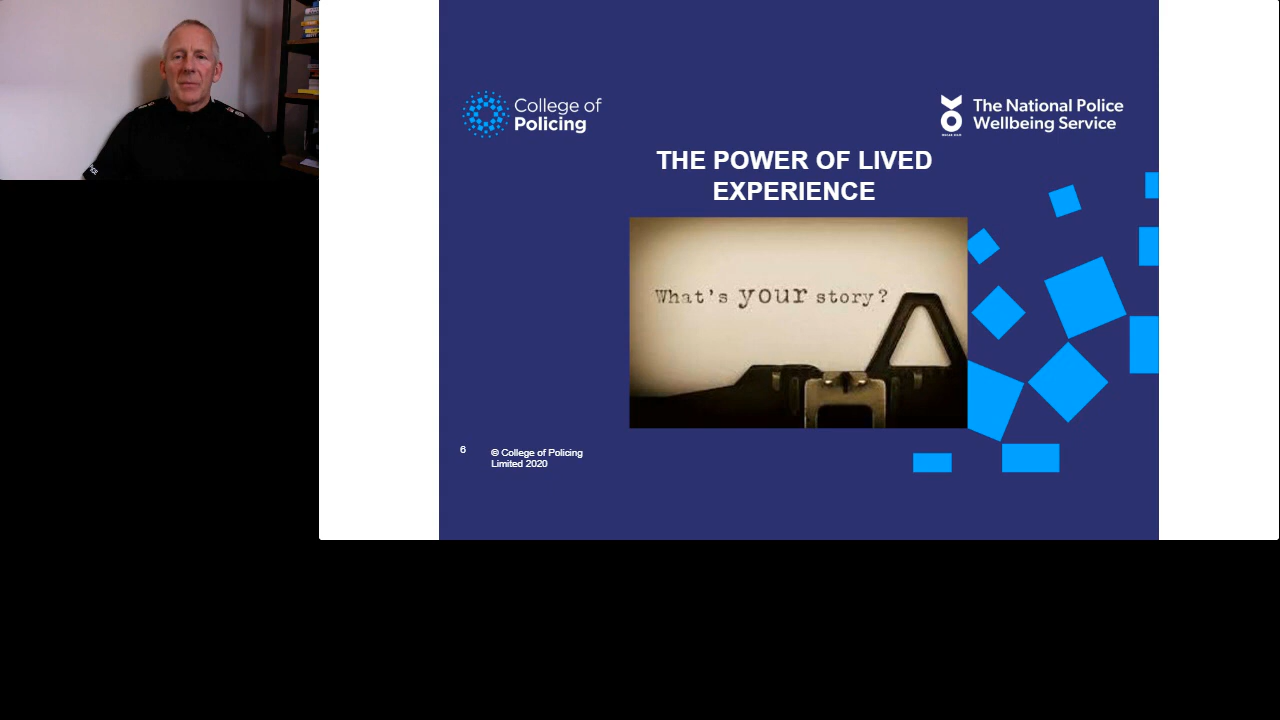 College of
Policing
The National Police
Wellbeing Service
THE POWER OF LIVED
EXPERIENCE
What's your story?
6
© College of Policing
Limited 2020